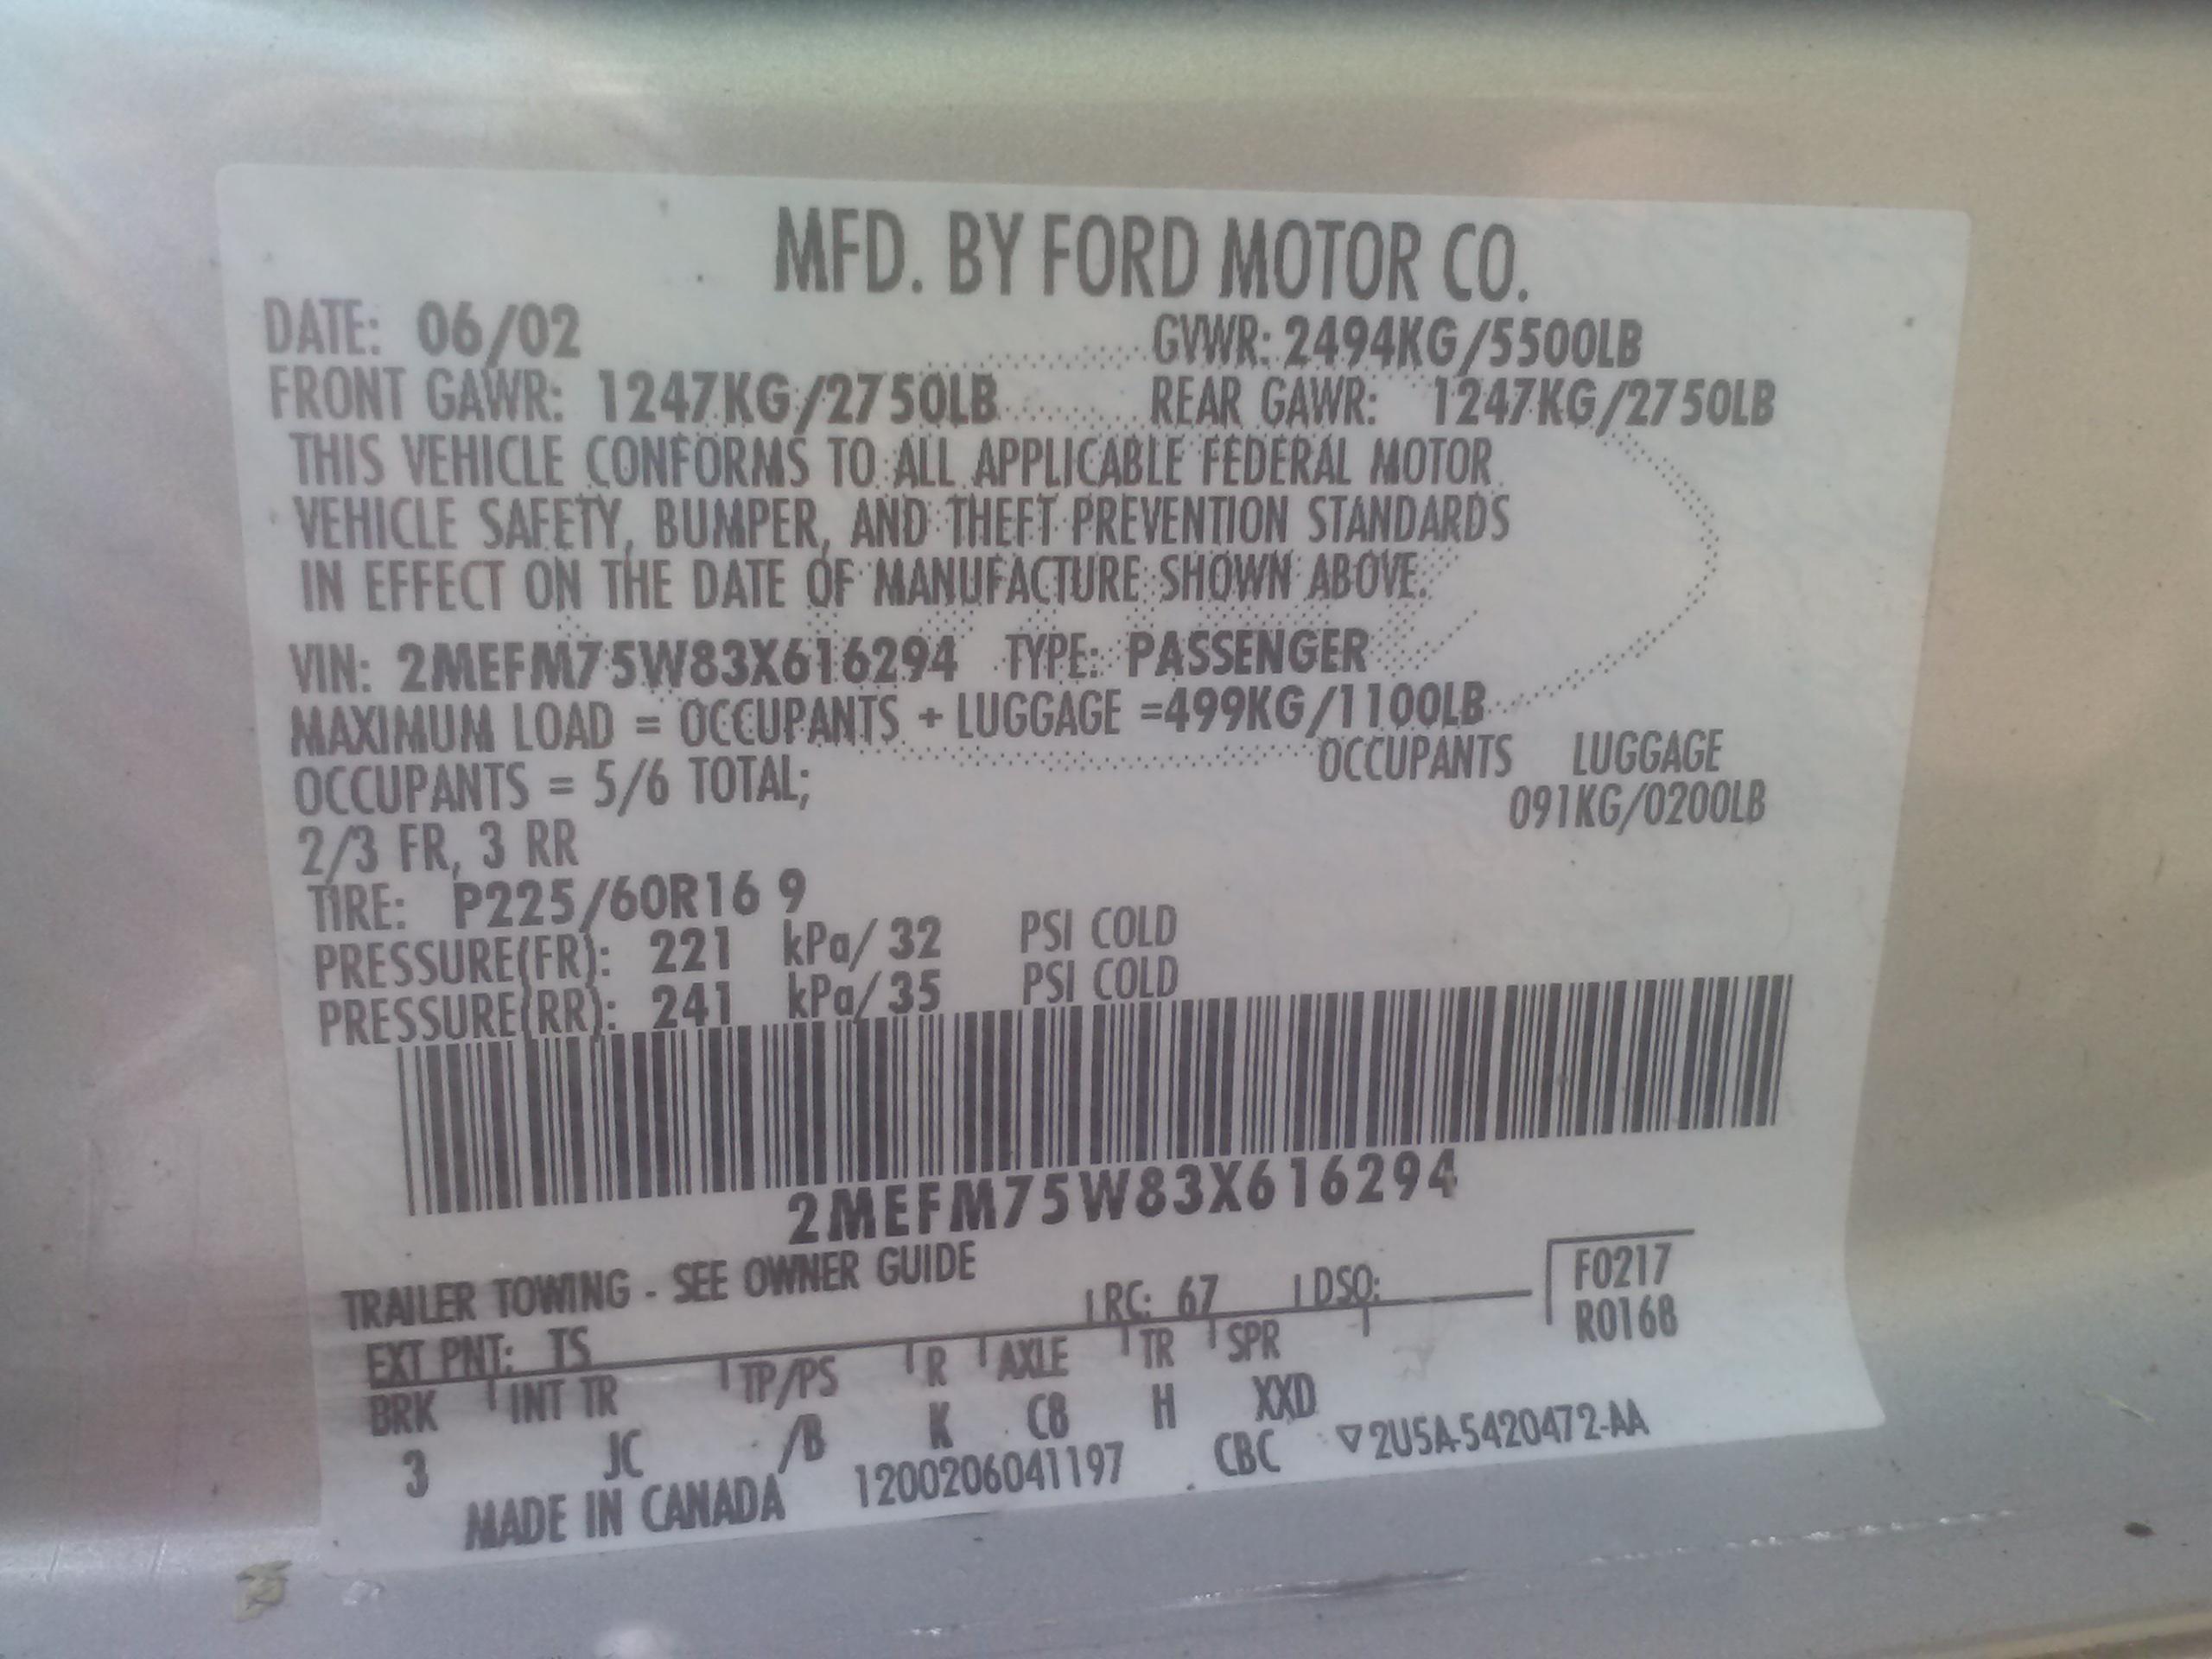 MFD. BY FORD MOTOR CO.
DATE: 06/02 GVWR: 2494KG/5500LB
FRONT GAWR: 1247KG/2750LB REAR GAWR: 1247KG/2750LB
THIS VEHICLE CONFORMS TO ALL APPLICABLE FEDERAL MOTOR
VEHICLE SAFETY, BUMPER, AND THEFT PREVENTION STANDARDS
IN EFFECT ON THE DATE OF MANUFACTURE SHOWN ABOVE.
VIN: 2MEFM75W83X616294 TYPE: PASSENGER
MAXIMUM LOAD = OCCUPANTS + LUGGAGE =499KG/1100LB
OCCUPANTS = 5/6 TOTAL; OCCUPANTS LUGGAGE
2/3 FR, 3 RR 091KG/0200LB
TIRE: P225/60R16 9
PRESSURE(FR): 221 kPa/ 32 PSI COLD
PRESSURE(RR): 241 kPa/ 35 PSI COLD
2MEFM75W83X616294
TRAILER TOWING - SEE OWNER GUIDE
EXT PNT: TS RC: 67 DSO: F0217
BRK INT TR TP/PS R AXLE TR SPR R0168
3 JC /B K C8 H XXD
MADE IN CANADA 1200206041197 CBC ▽2U5A-5420472-AA